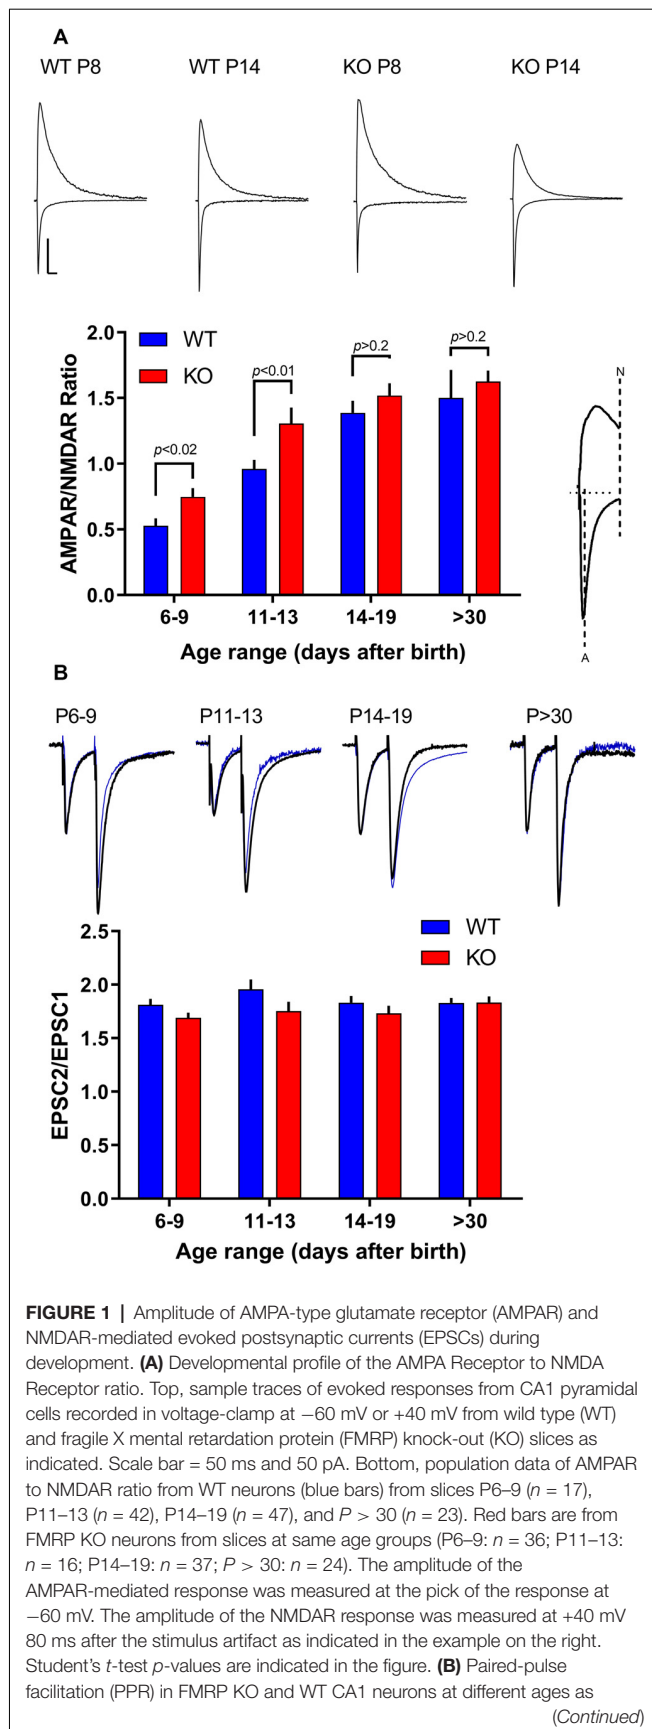 A
WT P8 WT P14 KO P8 KO P14
2.0
1.5
1.0
0.5
0.0
AMPAR/NMDAR Ratio
WT
KO
p<0.02
p<0.01
p>0.2
p>0.2
6-9 11-13 14-19 >30
Age range (days after birth)
N
A
B
P6-9 P11-13 P14-19 P>30
2.5
2.0
1.5
1.0
0.5
0.0
EPSC2/EPSC1
WT
KO
6-9 11-13 14-19 >30
Age range (days after birth)
FIGURE 1 | Amplitude of AMPA-type glutamate receptor (AMPAR) and
NMDAR-mediated evoked postsynaptic currents (EPSCs) during
development. (A) Developmental profile of the AMPA Receptor to NMDA
Receptor ratio. Top, sample traces of evoked responses from CA1 pyramidal
cells recorded in voltage-clamp at −60 mV or +40 mV from wild type (WT)
and fragile X mental retardation protein (FMRP) knock-out (KO) slices as
indicated. Scale bar = 50 ms and 50 pA. Bottom, population data of AMPAR
to NMDAR ratio from WT neurons (blue bars) from slices P6–9 (n = 17),
P11–13 (n = 42), P14–19 (n = 47), and P > 30 (n = 23). Red bars are from
FMRP KO neurons from slices at same age groups (P6–9: n = 36; P11–13:
n = 16; P14–19: n = 37; P > 30: n = 24). The amplitude of the
AMPAR-mediated response was measured at the pick of the response at
−60 mV. The amplitude of the NMDAR response was measured at +40 mV
80 ms after the stimulus artifact as indicated in the example on the right.
Student's t-test p-values are indicated in the figure. (B) Paired-pulse
facilitation (PPR) in FMRP KO and WT CA1 neurons at different ages as
(Continued)